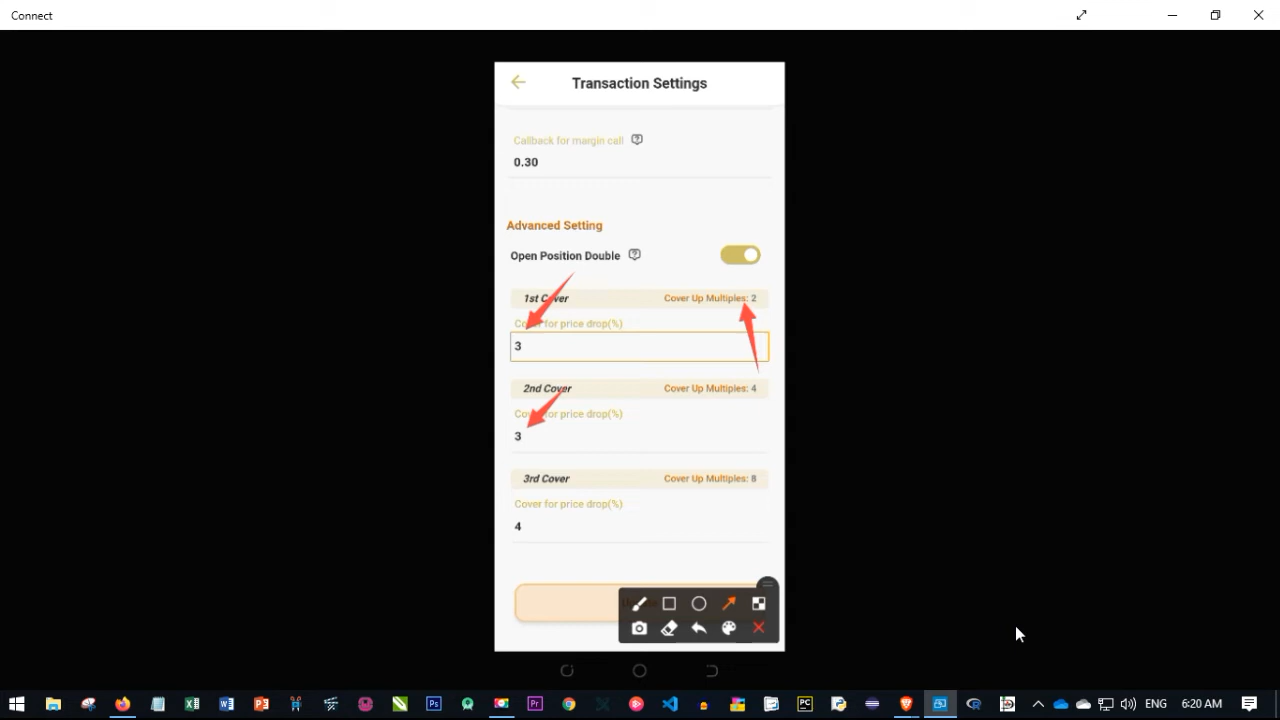 Connect
Transaction Settings
Callback for margin call
0.30
Advanced Setting
Open Position Double
1st Cover Cover Up Multiples: 2
Cover for price drop(%)
3
2nd Cover Cover Up Multiples: 4
Cover for price drop(%)
3
3rd Cover Cover Up Multiples: 8
Cover for price drop(%)
4
ENG 6:20 AM